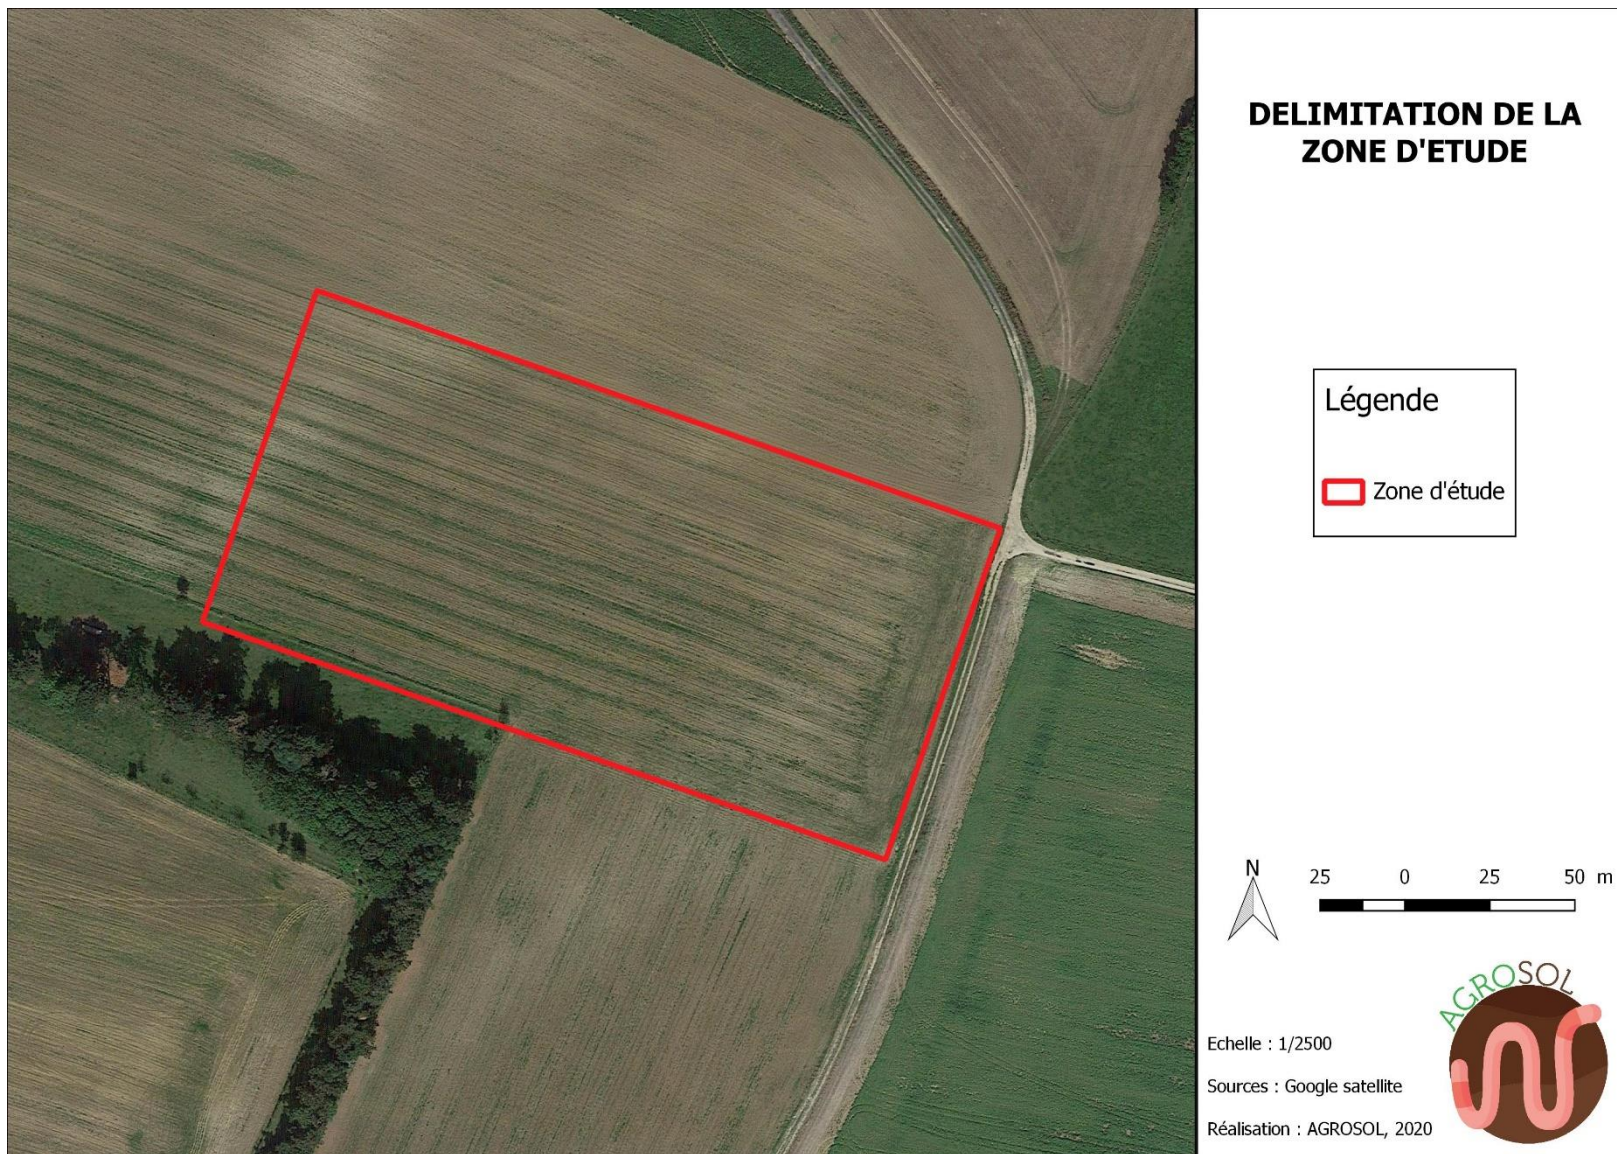 DELIMITATION DE LA
ZONE D'ETUDE
Légende
Zone d'étude
N
25 0 25 50 m
AGROSOL
Echelle : 1/2500
Sources : Google satellite
Réalisation : AGROSOL, 2020